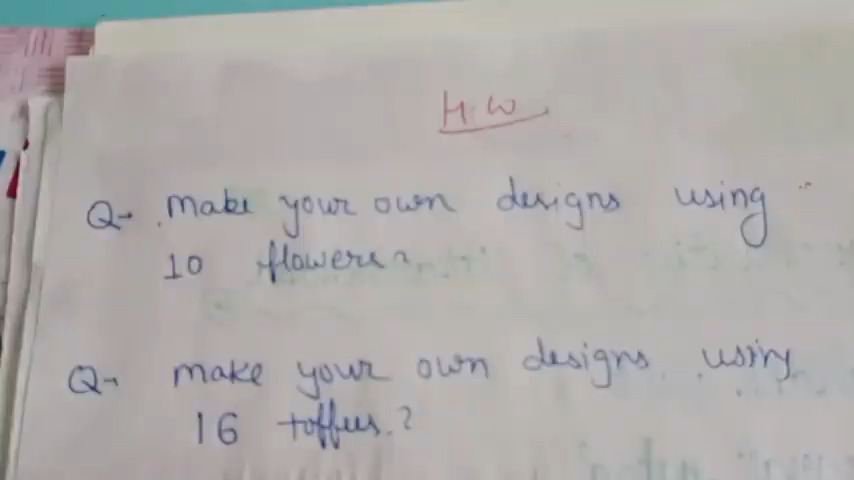 H.W
Q- Make your own designs using
10 flowers?
Q- Make your own designs using
16 toffees.?